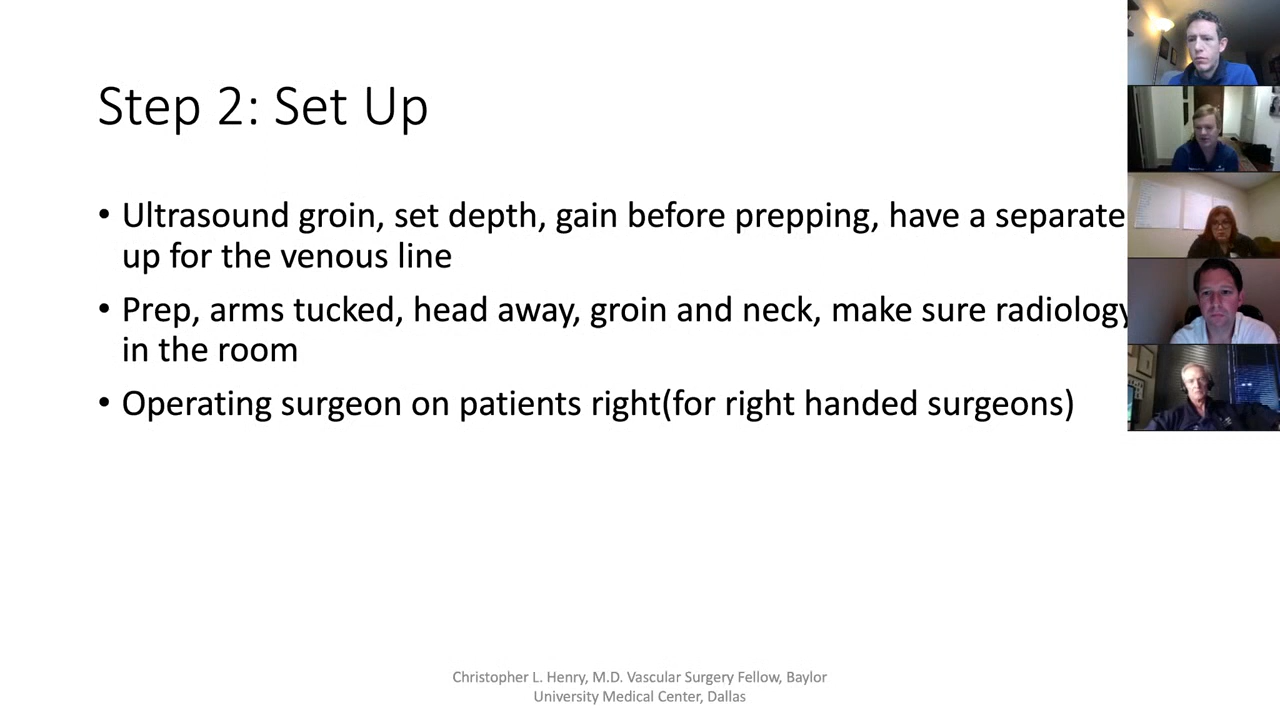 Step 2: Set Up
• Ultrasound groin, set depth, gain before prepping, have a separate
up for the venous line
• Prep, arms tucked, head away, groin and neck, make sure radiology
in the room
• Operating surgeon on patients right(for right handed surgeons)
Christopher L. Henry, M.D. Vascular Surgery Fellow, Baylor
University Medical Center, Dallas